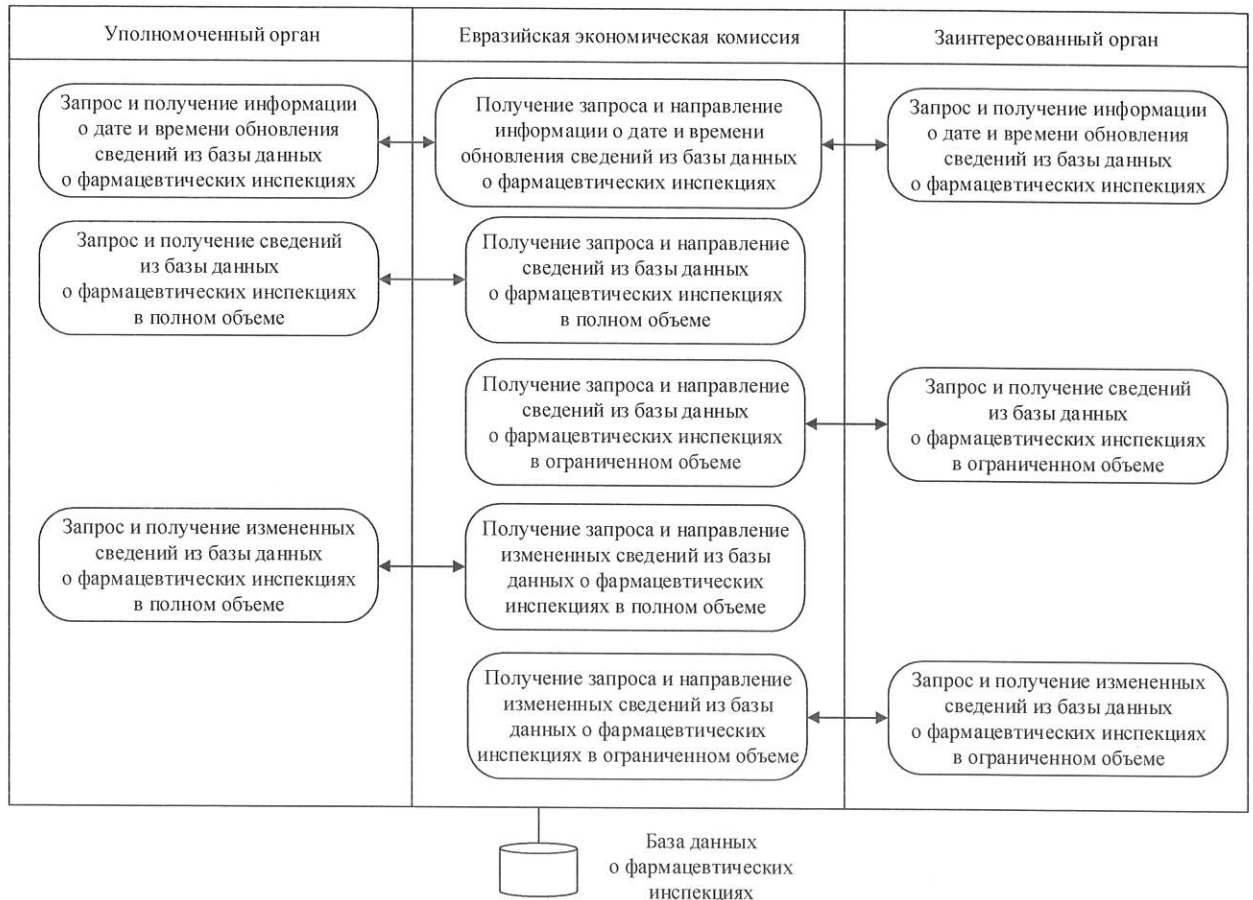 Уполномоченный орган
Евразийская экономическая комиссия
Заинтересованный орган
Запрос и получение информации
о дате и времени обновления
сведений из базы данных
о фармацевтических инспекциях
Получение запроса и направление
информации о дате и времени
обновления сведений из базы данных
о фармацевтических инспекциях
Запрос и получение информации
о дате и времени обновления
сведений из базы данных
о фармацевтических инспекциях
Запрос и получение сведений
из базы данных
о фармацевтических инспекциях
в полном объеме
Получение запроса и направление
сведений из базы данных
о фармацевтических инспекциях
в полном объеме
Получение запроса и направление
сведений из базы данных
о фармацевтических инспекциях
в ограниченном объеме
Запрос и получение сведений
из базы данных
о фармацевтических инспекциях
в ограниченном объеме
Запрос и получение измененных
сведений из базы данных
о фармацевтических инспекциях
в полном объеме
Получение запроса и направление
измененных сведений из базы
данных о фармацевтических
инспекциях в полном объеме
Получение запроса и направление
измененных сведений из базы
данных о фармацевтических
инспекциях в ограниченном объеме
Запрос и получение измененных
сведений из базы данных
о фармацевтических инспекциях
в ограниченном объеме
База данных
о фармацевтических
инспекциях